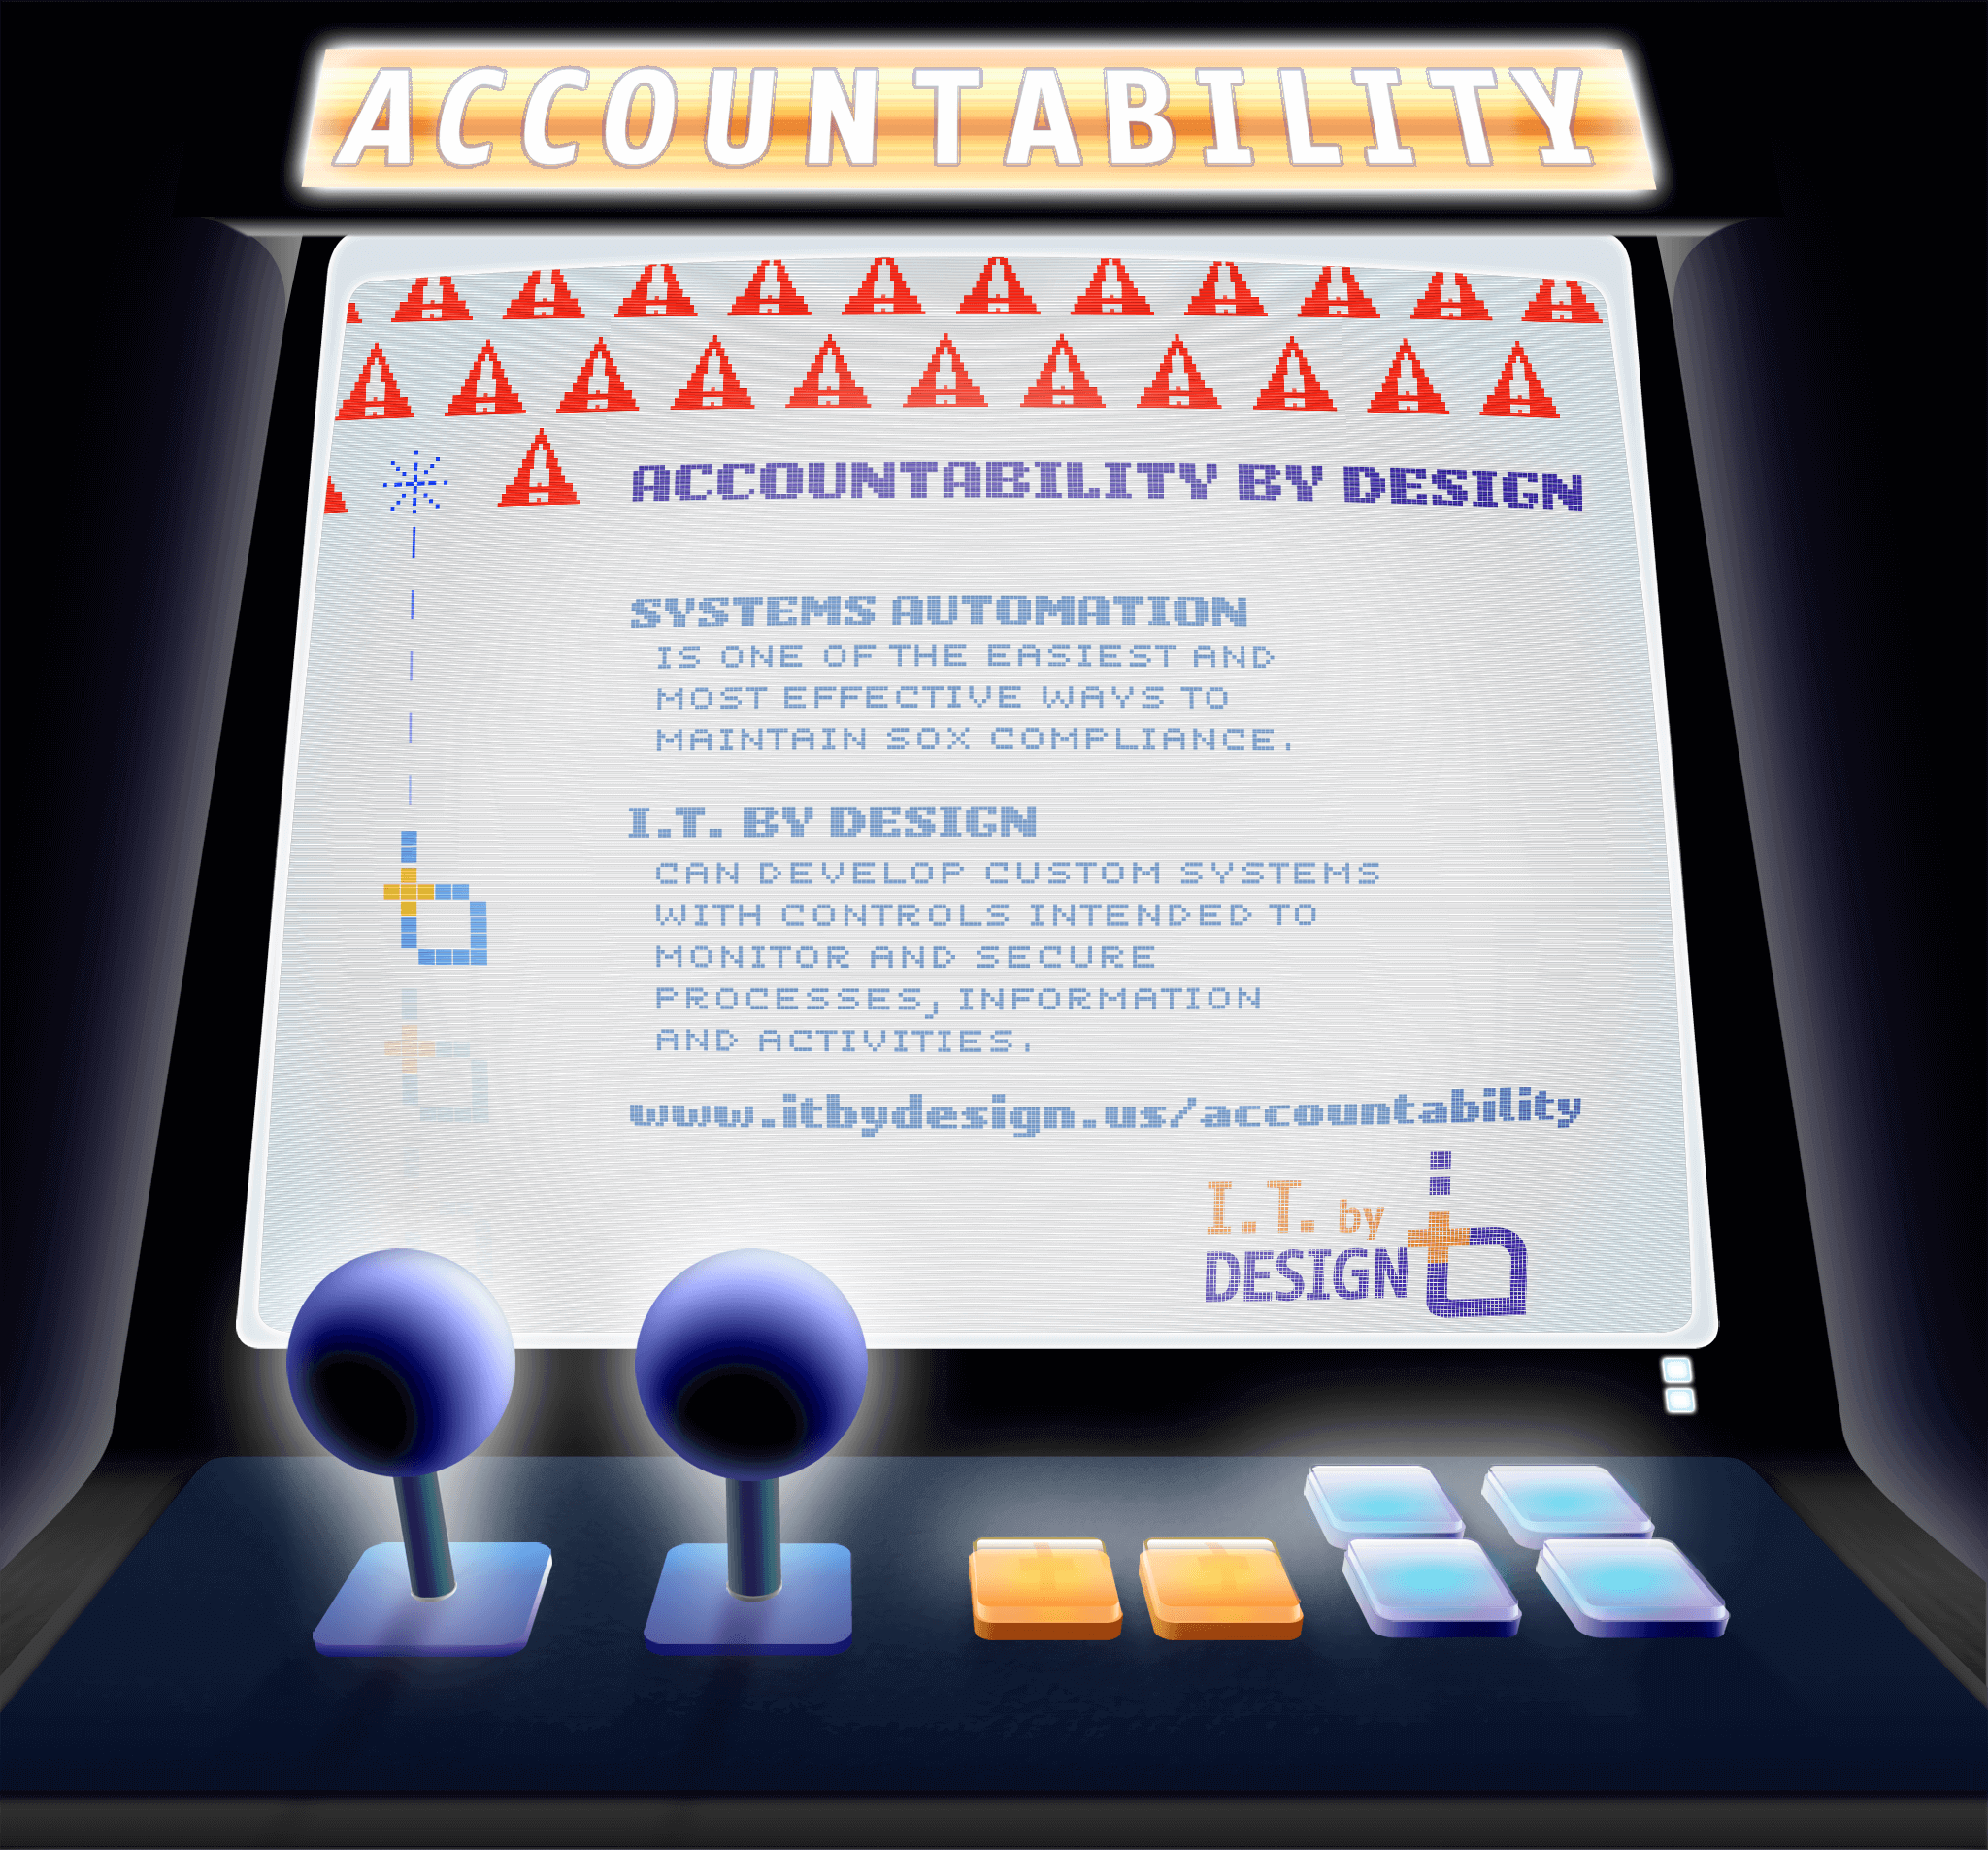 ACCOUNTABILITY
ACCOUNTABILITY BY DESIGN
SYSTEMS AUTOMATION
IS ONE OF THE EASIEST AND
MOST EFFECTIVE WAYS TO
MAINTAIN SOX COMPLIANCE.
I.T. BY DESIGN
CAN DEVELOP CUSTOM SYSTEMS
WITH CONTROLS INTENDED TO
MONITOR AND SECURE
PROCESSES, INFORMATION
AND ACTIVITIES.
www.itbydesign.us/accountability
I.T. by
DESIGN